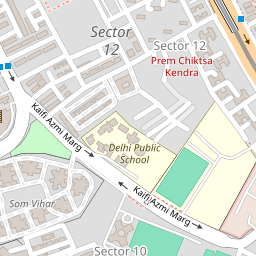 Sector
12
Sector 12
Prem Chiktsa
Kendra
Kaifi Azmi Marg
Delhi Public
School
Kaifi Azmi Marg
Som Vihar
Sector 10